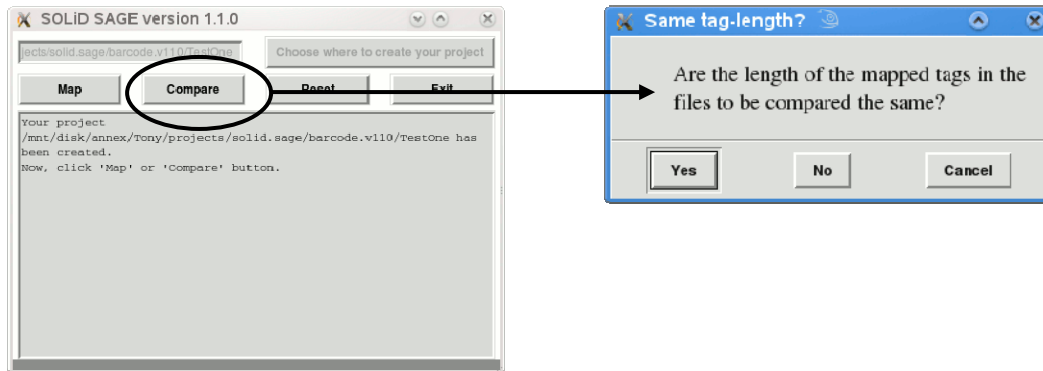 SOLiD SAGE version 1.1.0
jects/solid.sage/barcode.v110/TestOne
Choose where to create your project
Map
Compare
Reset
Exit
Your project
/mnt/disk/annex/Tony/projects/solid.sage/barcode.v110/TestOne has
been created.
Now, click 'Map' or 'Compare' button.
Same tag-length?
Are the length of the mapped tags in the
files to be compared the same?
Yes
No
Cancel